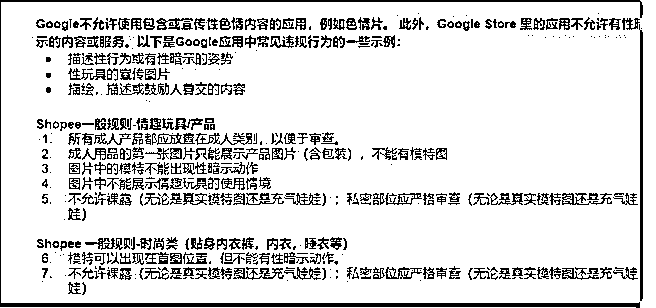 Google不允许使用包含或宣传性色情内容的应用，例如色情片。 此外，Google Store 里的应用不允许有性暗
示的内容或服务。以下是Google应用中常见违规行为的一些示例：
• 描述性行为或有性暗示的姿势
• 性玩具的宣传图片
• 描绘，描述或鼓励人兽交的内容
Shopee一般规则-情趣玩具/产品
1. 所有成人产品都应放置在成人类别，以便于审查。
2. 成人用品的第一张图片只能展示产品图片（含包装），不能有模特图
3. 图片中的模特不能出现性暗示动作
4. 图片中不能展示情趣玩具的使用情境
5. 不允许裸露（无论是真实模特图还是充气娃娃）；私密部位应严格审查（无论是真实模特图还是充气娃
娃）
Shopee 一般规则-时尚类（贴身内衣裤，内衣，睡衣等）
6. 模特可以出现在首图位置，但不能有性暗示动作。
7. 不允许裸露（无论是真实模特图还是充气娃娃）；私密部位应严格审查（无论是真实模特图还是充气娃
娃）